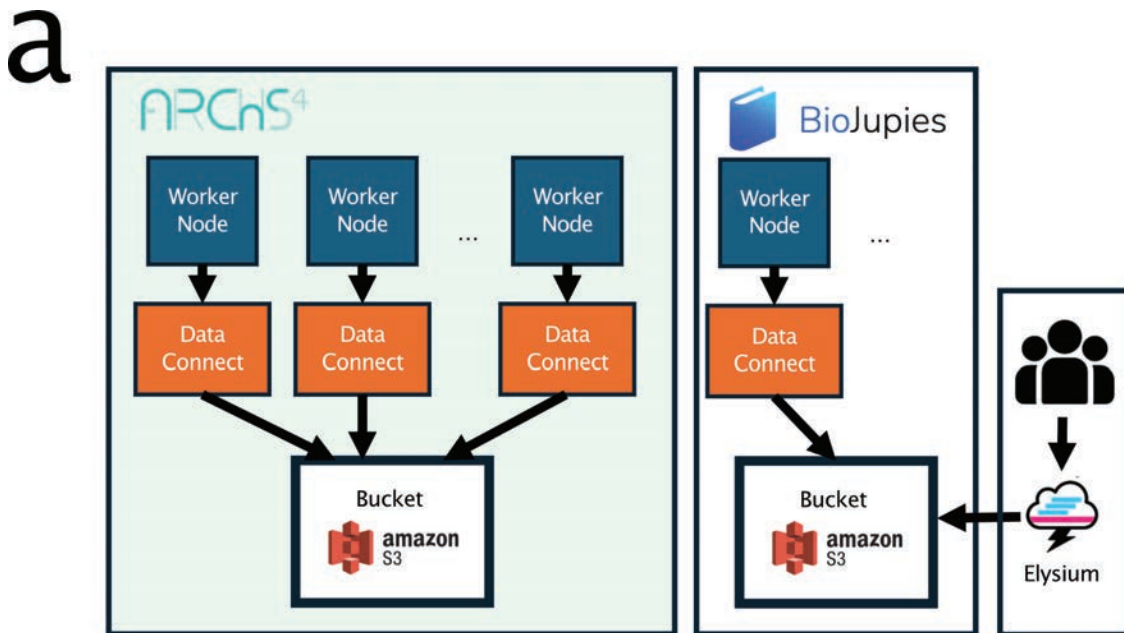 a
ARCHS4
BioJupies
Worker
Node
Worker
Node
...
Worker
Node
Worker
Node
...
Data
Connect
Data
Connect
Data
Connect
Data
Connect
Bucket
amazon
S3
Bucket
amazon
S3
Elysium